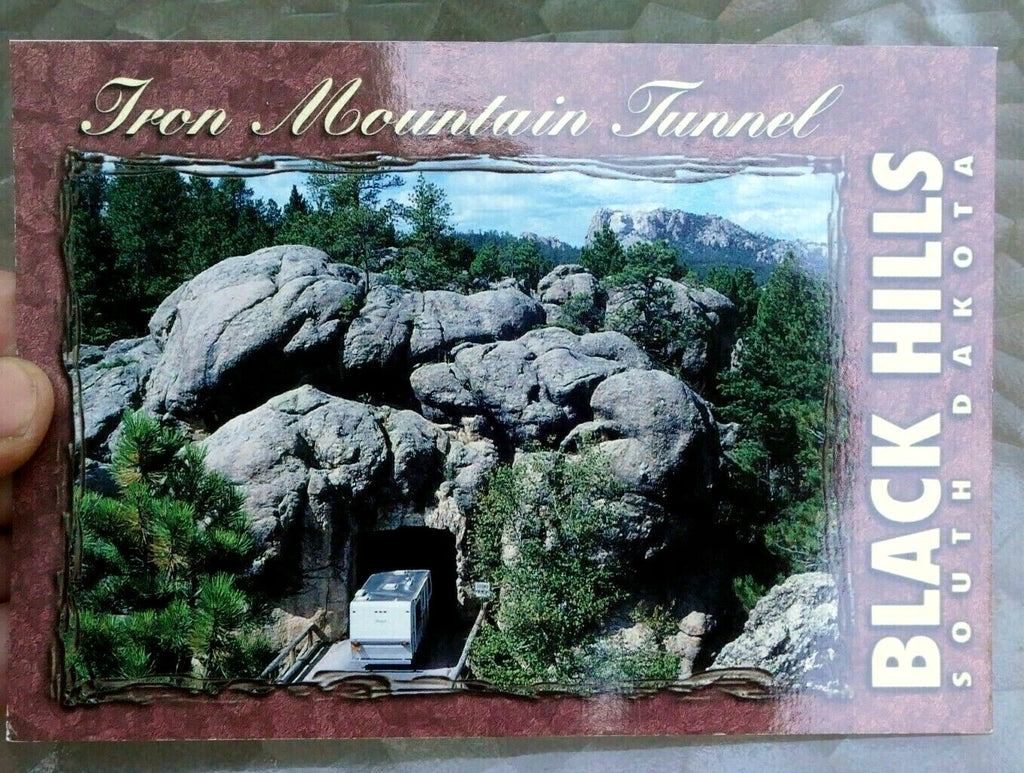 Iron Mountain Tunnel
BLACK HILLS
SOUTH DAKOTA